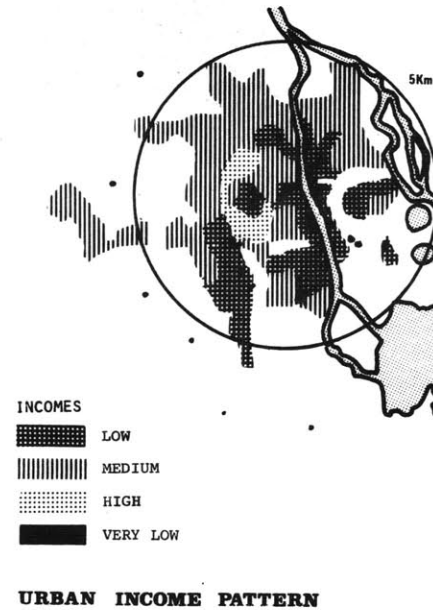 5Km
INCOMES
LOW
MEDIUM
HIGH
VERY LOW
URBAN INCOME PATTERN